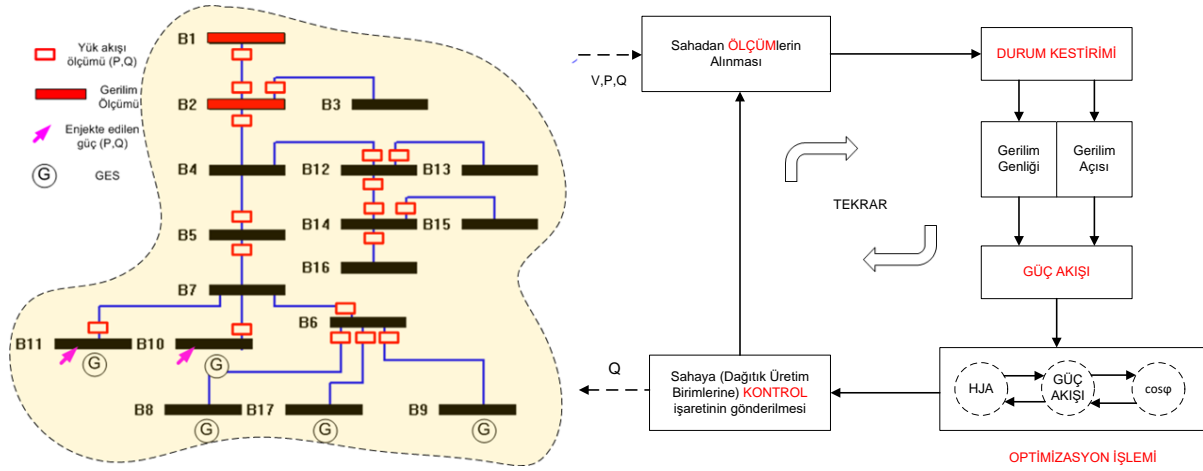 Yük akışı
ölçümü (P,Q)
Gerilim
Ölçümü
Enjekte edilen
güç (P,Q)
G
GES
B1
B2
B3
B4
B12
B13
B5
B14
B15
B16
B7
B6
B11
B10
G
G
B8
B17
B9
G
G
G
V,P,Q
Sahadan ÖLÇÜMlerin
Alınması
DURUM KESTİRİMİ
Gerilim
Genliği
Gerilim
Açısı
TEKRAR
GÜÇ AKIŞI
Q
Sahaya (Dağıtık Üretim
Birimlerine) KONTROL
işaretinin gönderilmesi
HJA
GÜÇ
AKIŞI
cosφ
OPTİMİZASYON İŞLEMİ